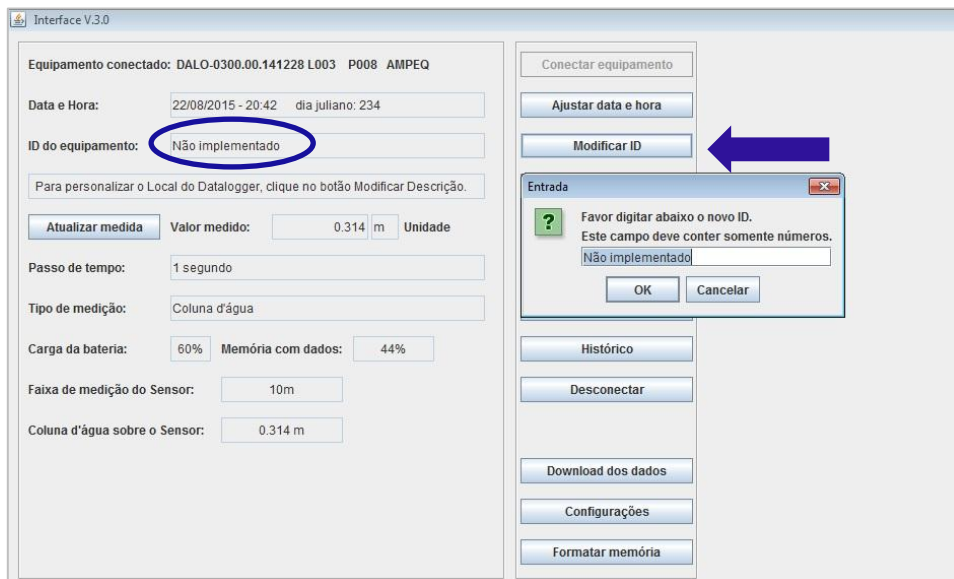 Interface V.3.0
Equipamento conectado: DALO-0300.00.141228 L003 P008 AMPEQ
Data e Hora: 22/08/2015 - 20:42 dia juliano: 234
ID do equipamento: Não implementado
Para personalizar o Local do Datalogger, clique no botão Modificar Descrição.
Atualizar medida Valor medido: 0.314 m Unidade
Passo de tempo: 1 segundo
Tipo de medição: Coluna d'água
Carga da bateria: 60% Memória com dados: 44%
Faixa de medição do Sensor: 10m
Coluna d'água sobre o Sensor: 0.314 m
Conectar equipamento
Ajustar data e hora
Modificar ID
Entrada
Favor digitar abaixo o novo ID.
Este campo deve conter somente números.
Não implementado
OK Cancelar
Histórico
Desconectar
Download dos dados
Configurações
Formatar memória